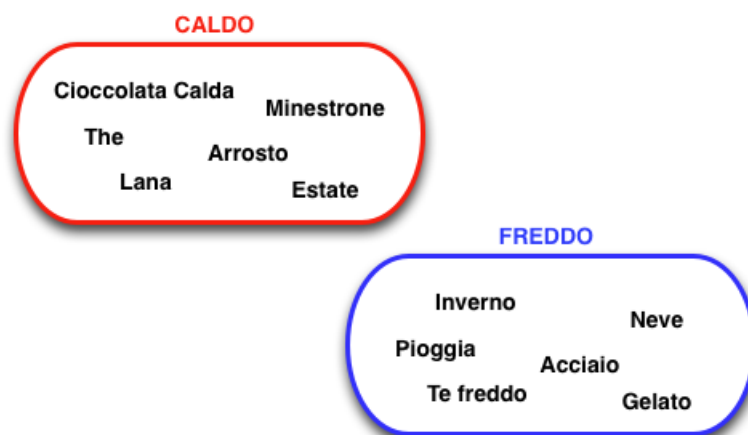 CALDO
Cioccolata Calda
Minestrone
The
Arrosto
Lana
Estate
FREDDO
Inverno
Neve
Pioggia
Acciaio
Te freddo
Gelato